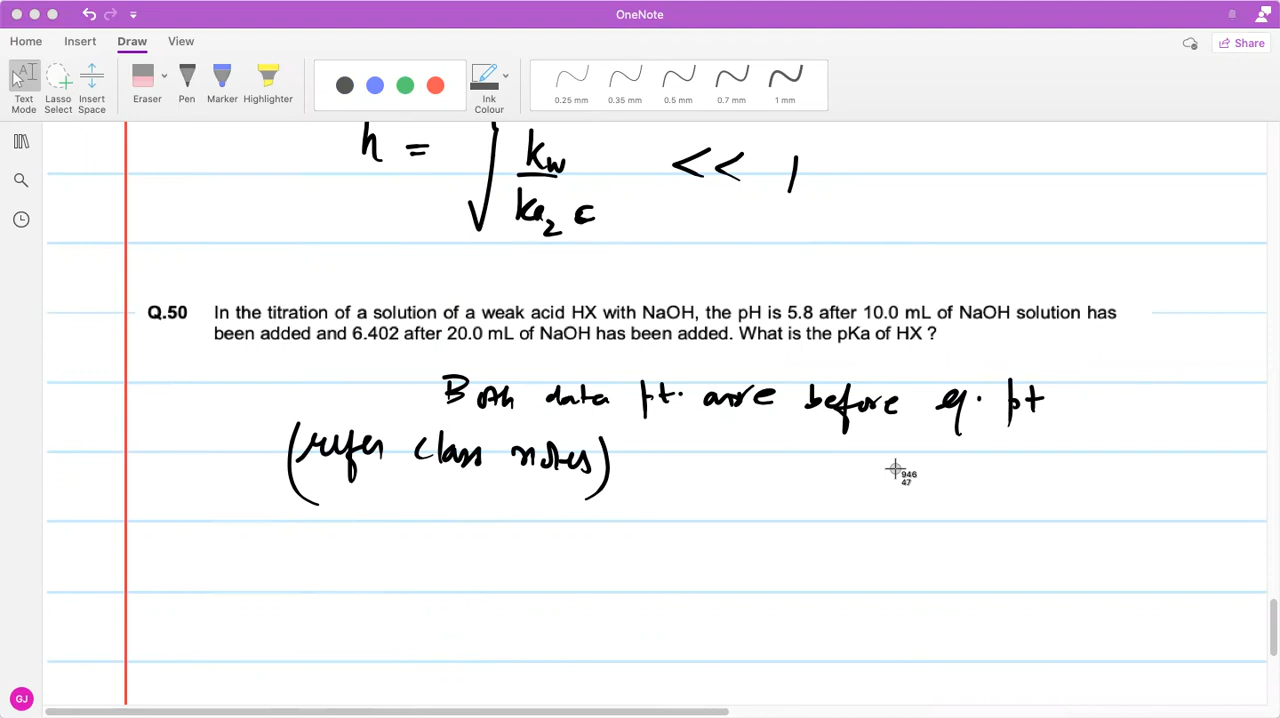 OneNote
Home Insert Draw View
Share
Text Mode
Lasso Select
Insert Space
Eraser
Pen
Marker
Highlighter
Ink Colour
0.25 mm
0.35 mm
0.5 mm
0.7 mm
1 mm
h = √ kw / ka2 c << 1
Q.50 In the titration of a solution of a weak acid HX with NaOH, the pH is 5.8 after 10.0 mL of NaOH solution has
been added and 6.402 after 20.0 mL of NaOH has been added. What is the pKa of HX ?
Both data pt. are before eq. pt
(refer class notes)
946
47
GJ